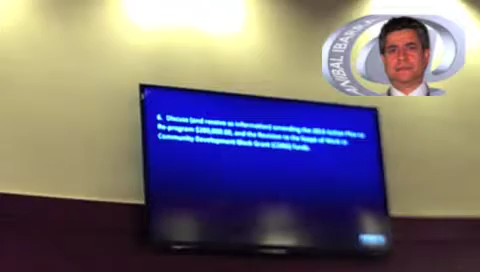 ANIBAL IBARRA
6. Discuss (and receive as information) amending the 2014 Action Plan to
Re-program $200,000.00, and the Revision to the Scope of Work in
Community Development Block Grant (CDBG) funds.